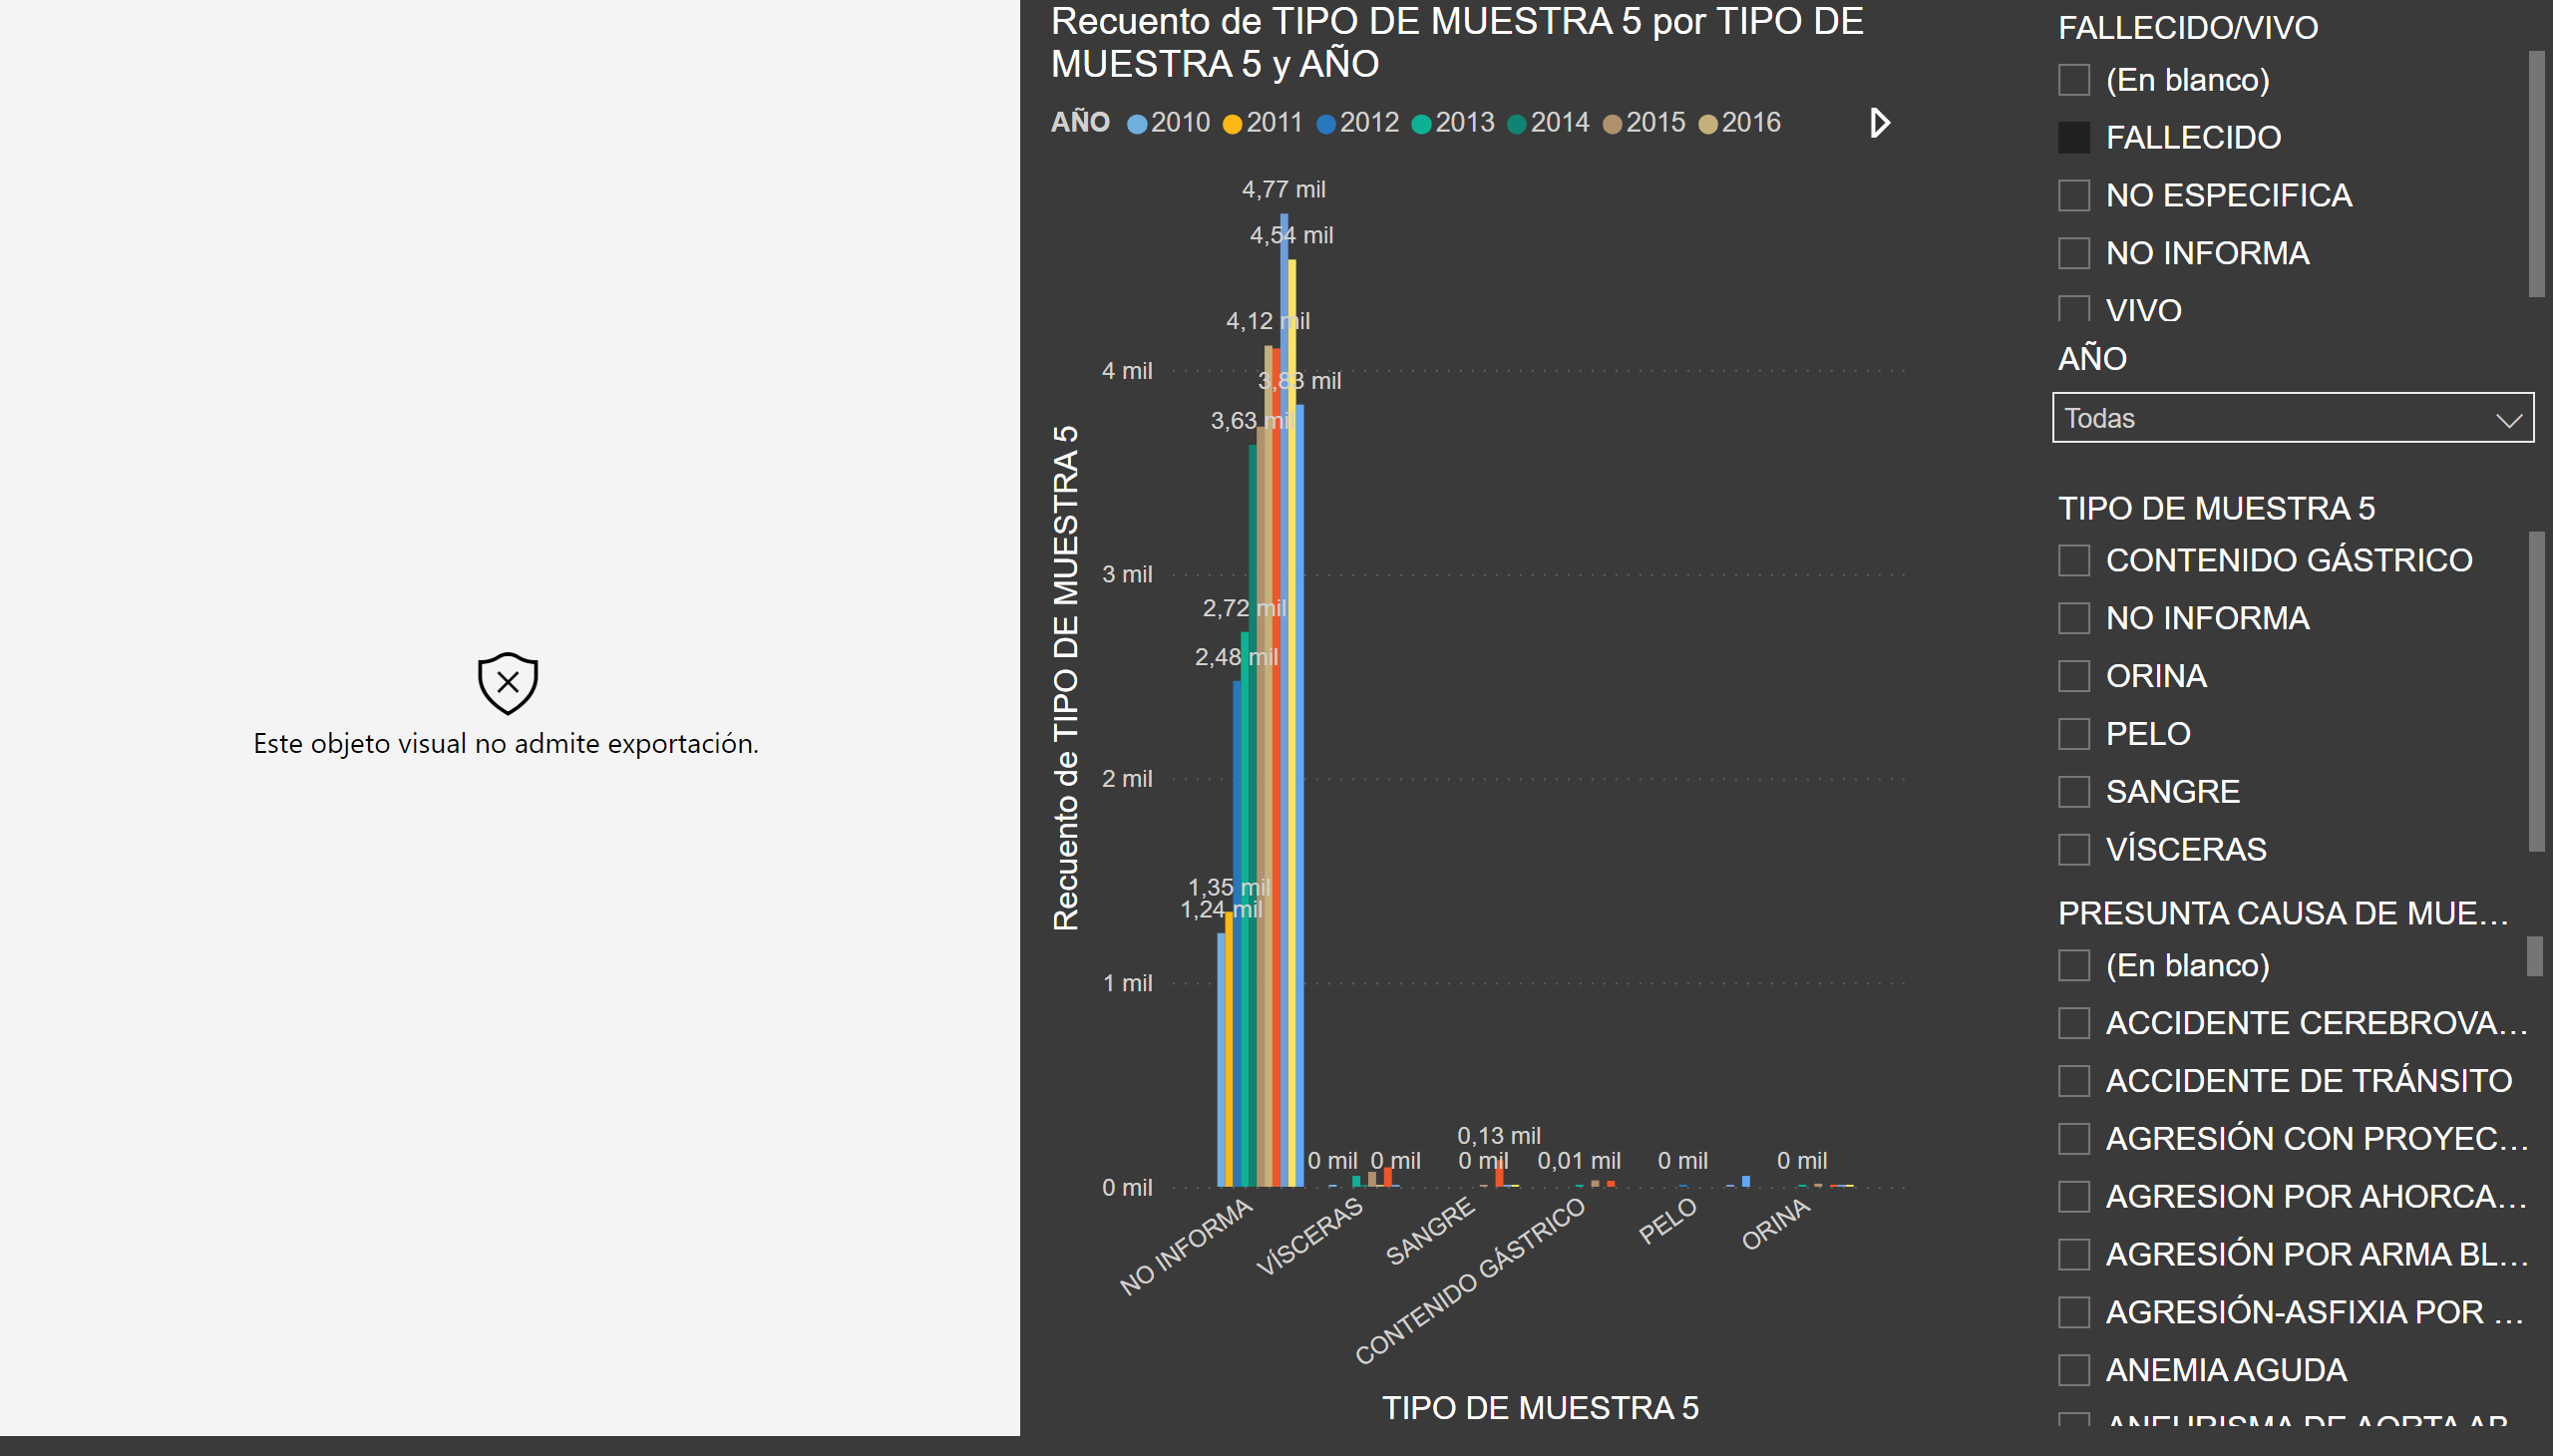 Este objeto visual no admite exportación.
Recuento de TIPO DE MUESTRA 5 por TIPO DE
MUESTRA 5 y AÑO
AÑO 2010 2011 2012 2013 2014 2015 2016
4,77 mil
4,54 mil
4,12 mil
3,83 mil
3,63 mil
2,72 mil
2,48 mil
1,35 mil
1,24 mil
0,13 mil
0 mil 0 mil 0 mil 0,01 mil 0 mil 0 mil
4 mil
3 mil
2 mil
1 mil
0 mil
Recuento de TIPO DE MUESTRA 5
NO INFORMA
VÍSCERAS
SANGRE
CONTENIDO GÁSTRICO
PELO
ORINA
TIPO DE MUESTRA 5
FALLECIDO/VIVO
(En blanco)
FALLECIDO
NO ESPECIFICA
NO INFORMA
VIVO
AÑO
Todas
TIPO DE MUESTRA 5
CONTENIDO GÁSTRICO
NO INFORMA
ORINA
PELO
SANGRE
VÍSCERAS
PRESUNTA CAUSA DE MUE...
(En blanco)
ACCIDENTE CEREBROVA...
ACCIDENTE DE TRÁNSITO
AGRESIÓN CON PROYEC...
AGRESION POR AHORCA...
AGRESIÓN POR ARMA BL...
AGRESIÓN-ASFIXIA POR ...
ANEMIA AGUDA
ANEURISMA DE AORTA AB...